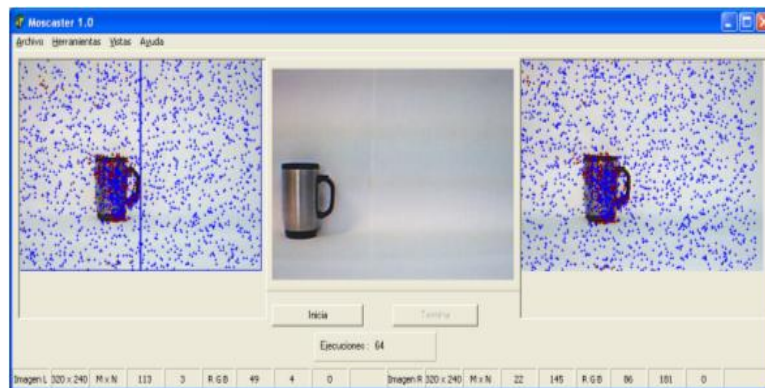 Moscaster 1.0
Archivo Herramientas Vistas Ayuda
Inicia
Termina
Ejecuciones : 64
Imagen L 320 x 240 M x N 113 3 R G B 49 4 0 Imagen R 320 x 240 M x N 22 145 R G B 86 181 0